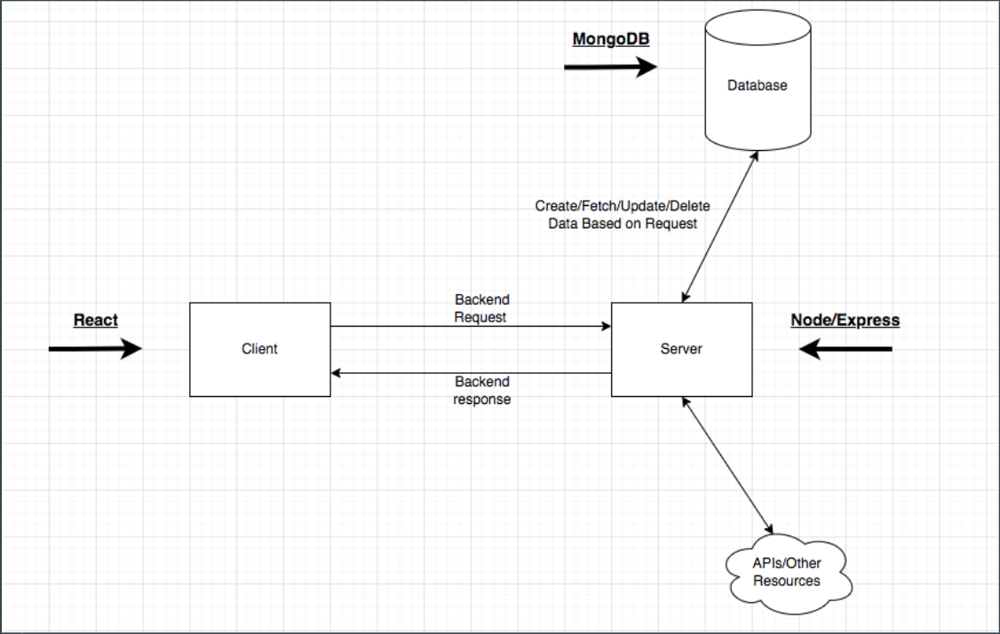 MongoDB
Database
Create/Fetch/Update/Delete
Data Based on Request
React
Client
Backend
Request
Backend
response
Server
Node/Express
APIs/Other
Resources